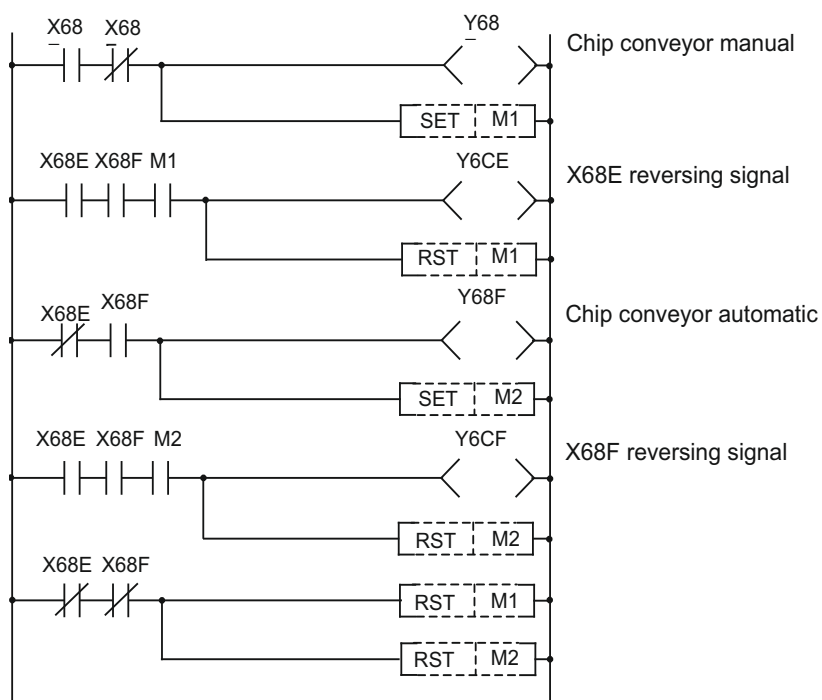 X68 X68 Y68
Chip conveyor manual
SET M1
X68E X68F M1 Y6CE
X68E reversing signal
RST M1
X68E X68F Y68F
Chip conveyor automatic
SET M2
X68E X68F M2 Y6CF
X68F reversing signal
RST M2
X68E X68F
RST M1
RST M2